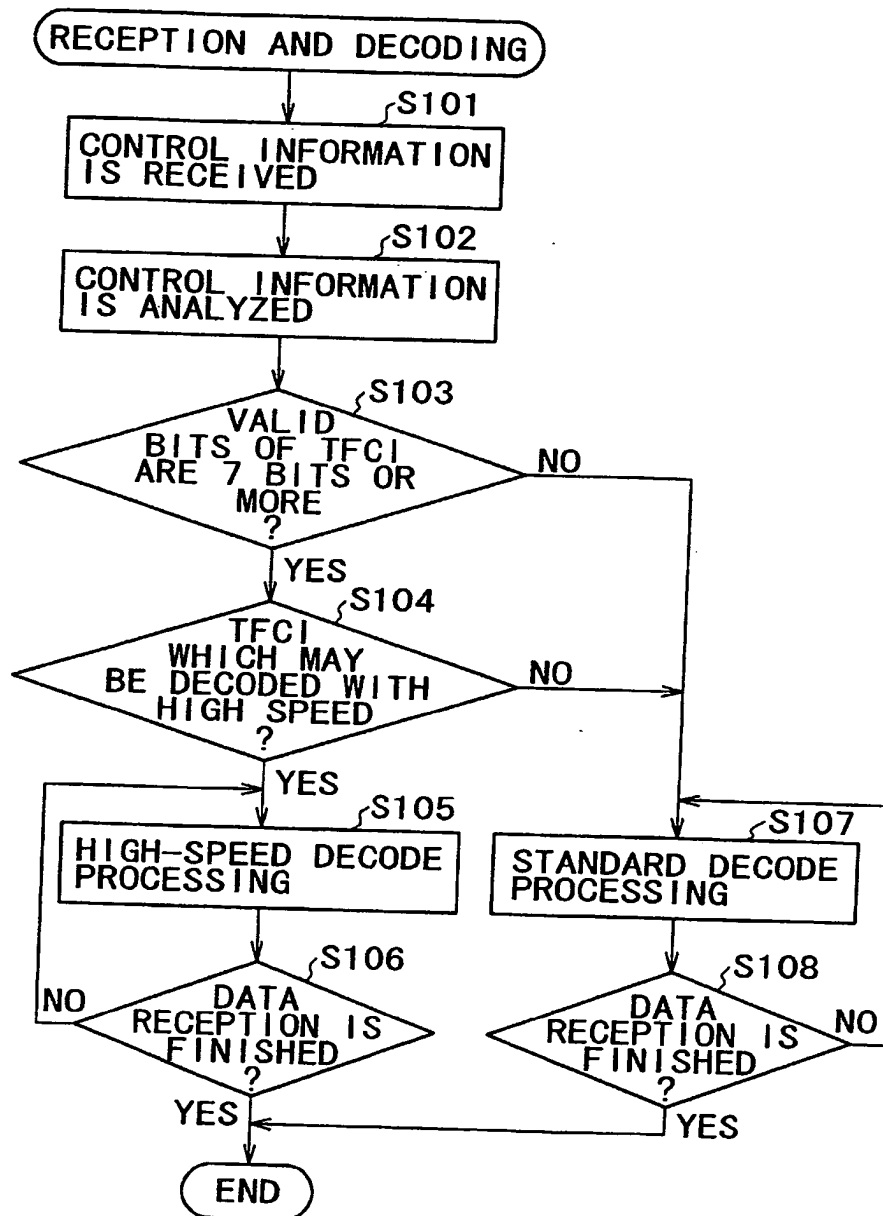 RECEPTION AND DECODING
S101
CONTROL INFORMATION
IS RECEIVED
S102
CONTROL INFORMATION
IS ANALYZED
S103
VALID
BITS OF TFCI
ARE 7 BITS OR
MORE
?
NO
YES
S104
TFCI
WHICH MAY
BE DECODED WITH
HIGH SPEED
?
NO
YES
S105
HIGH-SPEED DECODE
PROCESSING
S107
STANDARD DECODE
PROCESSING
S106
DATA
RECEPTION IS
FINISHED
?
NO
YES
S108
DATA
RECEPTION IS
FINISHED
?
NO
YES
END